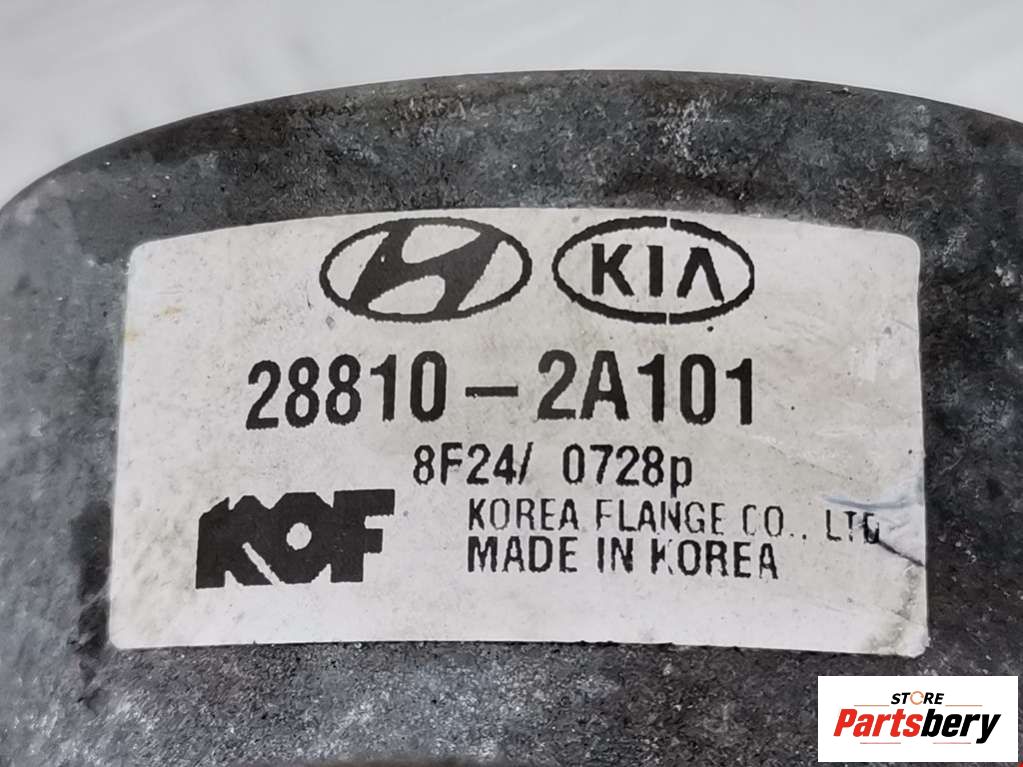 KIA
28810-2A101
8F24/ 0728p
KOF
KOREA FLANGE CO., LTD
MADE IN KOREA
STORE
Partsbery